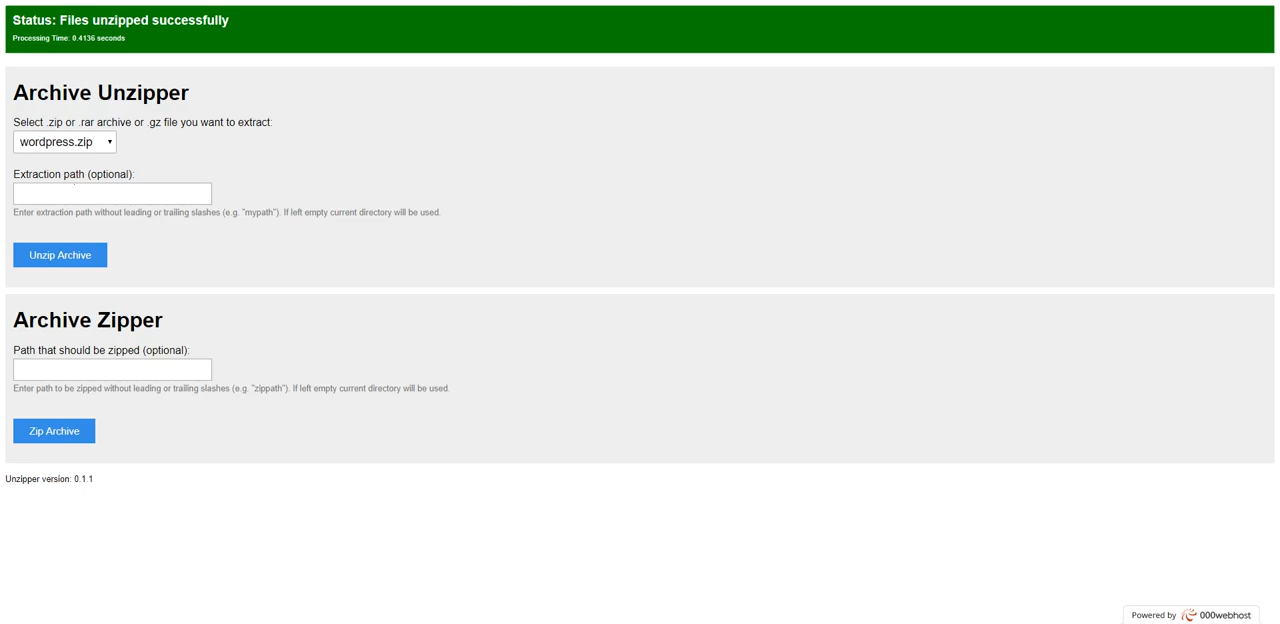 Status: Files unzipped successfully
Processing Time: 0.4136 seconds
Archive Unzipper
Select .zip or .rar archive or .gz file you want to extract:
wordpress.zip
Extraction path (optional):
Enter extraction path without leading or trailing slashes (e.g. "mypath"). If left empty current directory will be used.
Unzip Archive
Archive Zipper
Path that should be zipped (optional):
Enter path to be zipped without leading or trailing slashes (e.g. "zippath"). If left empty current directory will be used.
Zip Archive
Unzipper version: 0.1.1
Powered by 000webhost